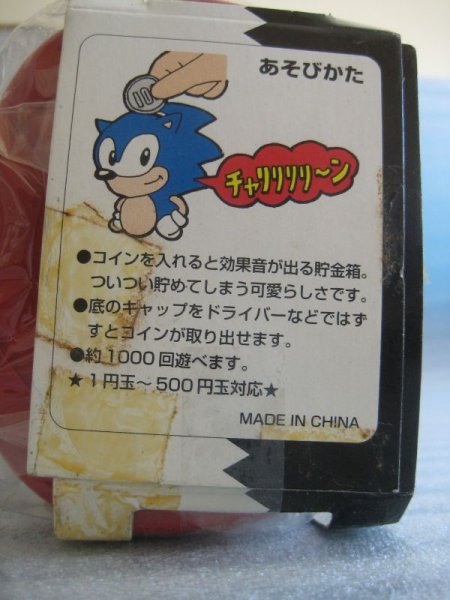 あそびかた
10
チャリリリリ〜ン
●コインを入れると効果音が出る貯金箱。
ついつい貯めてしまう可愛らしさです。
●底のキャップをドライバーなどではず
すとコインが取り出せます。
●約1000回遊べます。
★1円玉〜500円玉対応★
MADE IN CHINA